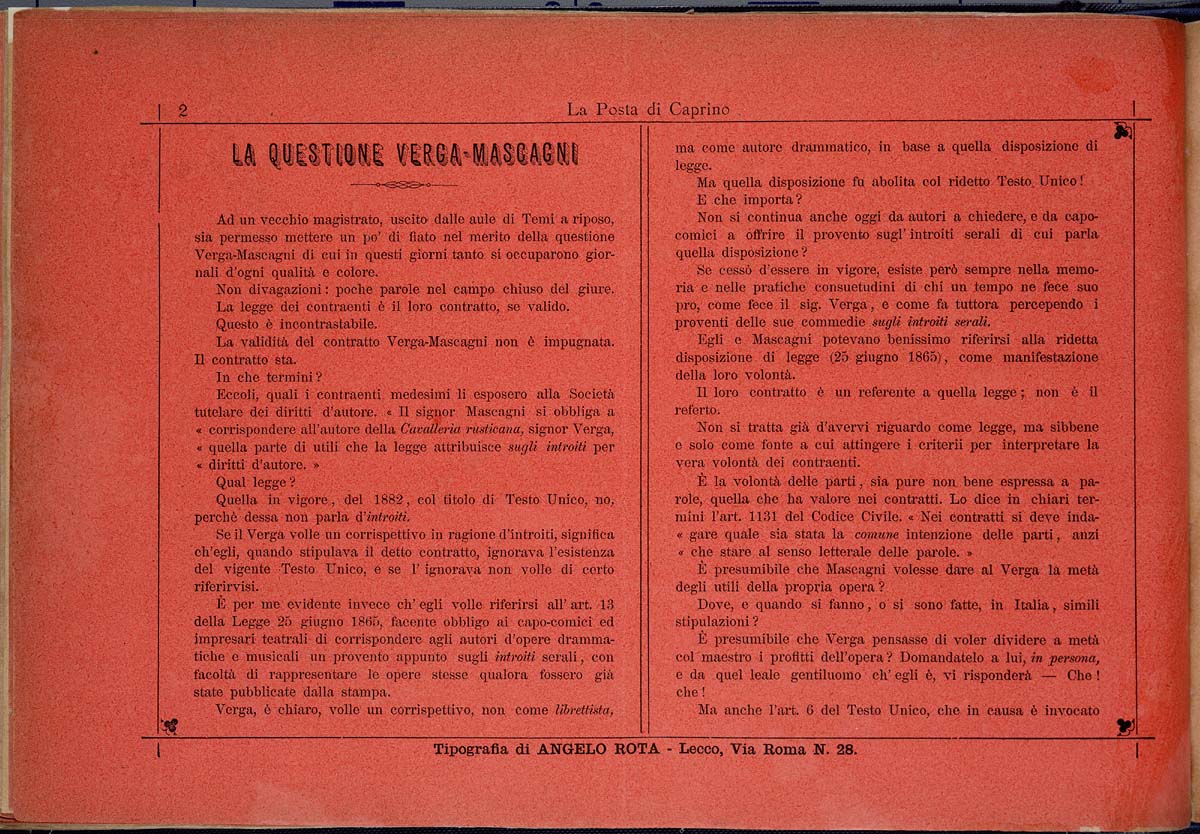 2
La Posta di Caprino
LA QUESTIONE VERGA-MASCAGNI
Ad un vecchio magistrato, uscito dalle aule di Temi a riposo,
sia permesso mettere un po' di fiato nel merito della questione
Verga-Mascagni di cui in questi giorni tanto si occuparono gior-
nali d'ogni qualità e colore.
Non divagazioni: poche parole nel campo chiuso del giure.
La legge dei contraenti è il loro contratto, se valido.
Questo è incontrastabile.
La validità del contratto Verga-Mascagni non è impugnata.
Il contratto sta.
In che termini?
Eccoli, quali i contraenti medesimi li esposero alla Società
tutelare dei diritti d'autore. « Il signor Mascagni si obbliga a
« corrispondere all'autore della Cavalleria rusticana, signor Verga,
« quella parte di utili che la legge attribuisce sugli introiti per
« diritti d'autore. »
Qual legge?
Quella in vigore, del 1882, col titolo di Testo Unico, no,
perchè dessa non parla d'introiti.
Se il Verga volle un corrispettivo in ragione d'introiti, significa
ch'egli, quando stipulava il detto contratto, ignorava l'esistenza
del vigente Testo Unico, e se l' ignorava non volle di certo
riferirvisi.
È per me evidente invece ch' egli volle riferirsi all' art. 13
della Legge 25 giugno 1865, facente obbligo ai capo-comici ed
impresari teatrali di corrispondere agli autori d'opere dramma-
tiche e musicali un provento appunto sugli introiti serali, con
facoltà di rappresentare le opere stesse qualora fossero già
state pubblicate dalla stampa.
Verga, è chiaro, volle un corrispettivo, non come librettista,
ma come autore drammatico, in base a quella disposizione di
legge.
Ma quella disposizione fu abolita col ridetto Testo Unico!
E che importa?
Non si continua anche oggi da autori a chiedere, e da capo-
comici a offrire il provento sugl' introiti serali di cui parla
quella disposizione?
Se cessò d'essere in vigore, esiste però sempre nella memo-
ria e nelle pratiche consuetudini di chi un tempo ne fece suo
pro, come fece il sig. Verga, e come fa tuttora percependo i
proventi delle sue commedie sugli introiti serali.
Egli e Mascagni potevano benissimo riferirsi alla ridetta
disposizione di legge (25 giugno 1865), come manifestazione
della loro volontà.
Il loro contratto è un referente a quella legge; non è il
referto.
Non si tratta già d'avervi riguardo come legge, ma sibbene
e solo come fonte a cui attingere i criterii per interpretare la
vera volontà dei contraenti.
È la volontà delle parti, sia pure non bene espressa a pa-
role, quella che ha valore nei contratti. Lo dice in chiari ter-
mini l'art. 1131 del Codice Civile. « Nei contratti si deve inda-
« gare quale sia stata la comune intenzione delle parti, anzi
« che stare al senso letterale delle parole. »
È presumibile che Mascagni volesse dare al Verga la metà
degli utili della propria opera?
Dove, e quando si fanno, o si sono fatte, in Italia, simili
stipulazioni?
È presumibile che Verga pensasse di voler dividere a metà
col maestro i profitti dell'opera? Domandatelo a lui, in persona,
e da quel leale gentiluomo ch' egli è, vi risponderà — Che!
che!
Ma anche l'art. 6 del Testo Unico, che in causa è invocato
Tipografia di ANGELO ROTA - Lecco, Via Roma N. 28.